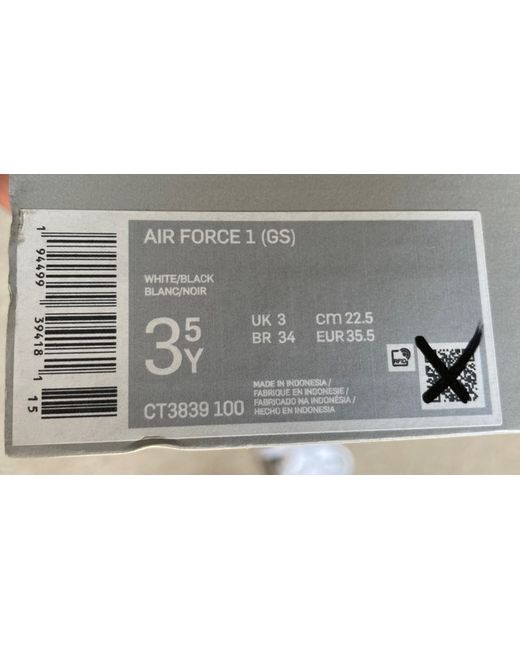 AIR FORCE 1 (GS)
WHITE/BLACK
BLANC/NOIR
3 5 Y
UK 3 cm 22.5
BR 34 EUR 35.5
RFID
MADE IN INDONESIA/
FABRIQUE EN INDONESIE/
FABRICADO NA INDONÉSIA/
HECHO EN INDONESIA
CT3839 100
1 94499 39418 1 15